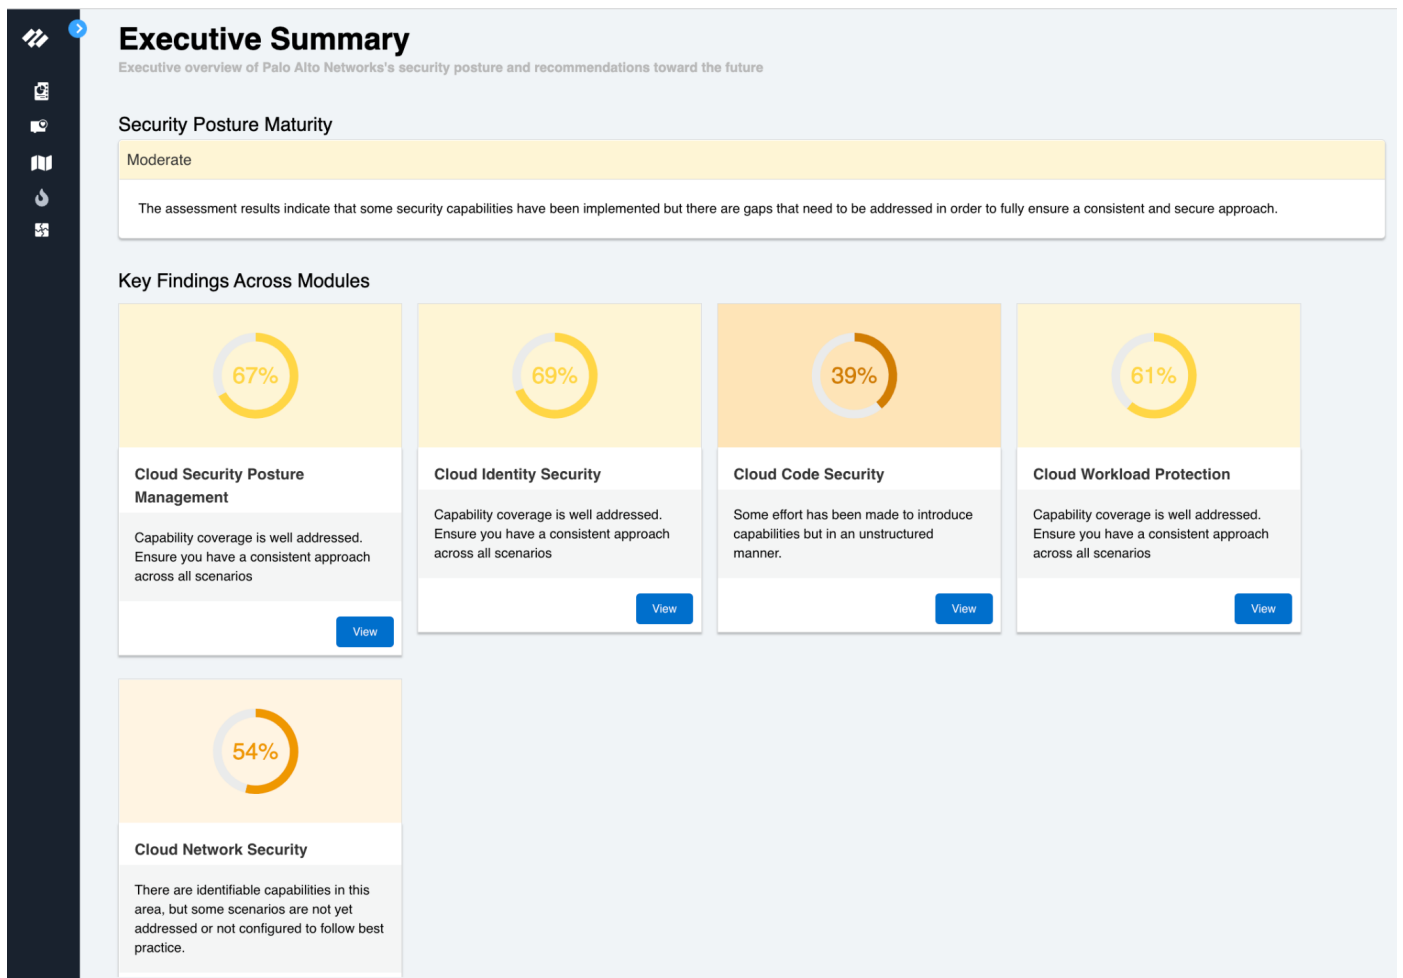 Executive Summary
Executive overview of Palo Alto Networks's security posture and recommendations toward the future
Security Posture Maturity
Moderate
The assessment results indicate that some security capabilities have been implemented but there are gaps that need to be addressed in order to fully ensure a consistent and secure approach.
Key Findings Across Modules
67%
Cloud Security Posture
Management
Capability coverage is well addressed.
Ensure you have a consistent approach
across all scenarios
View
69%
Cloud Identity Security
Capability coverage is well addressed.
Ensure you have a consistent approach
across all scenarios
View
39%
Cloud Code Security
Some effort has been made to introduce
capabilities but in an unstructured
manner.
View
61%
Cloud Workload Protection
Capability coverage is well addressed.
Ensure you have a consistent approach
across all scenarios
View
54%
Cloud Network Security
There are identifiable capabilities in this
area, but some scenarios are not yet
addressed or not configured to follow best
practice.